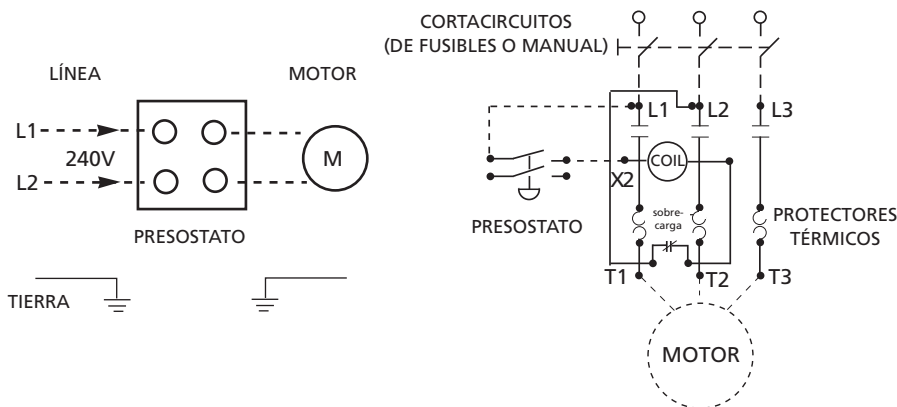 LÍNEA
MOTOR
L1
240V
L2
M
PRESOSTATO
TIERRA
CORTACIRCUITOS
(DE FUSIBLES O MANUAL)
L1
L2
L3
COIL
X2
PRESOSTATO
sobre-
carga
PROTECTORES
TÉRMICOS
T1
T2
T3
MOTOR